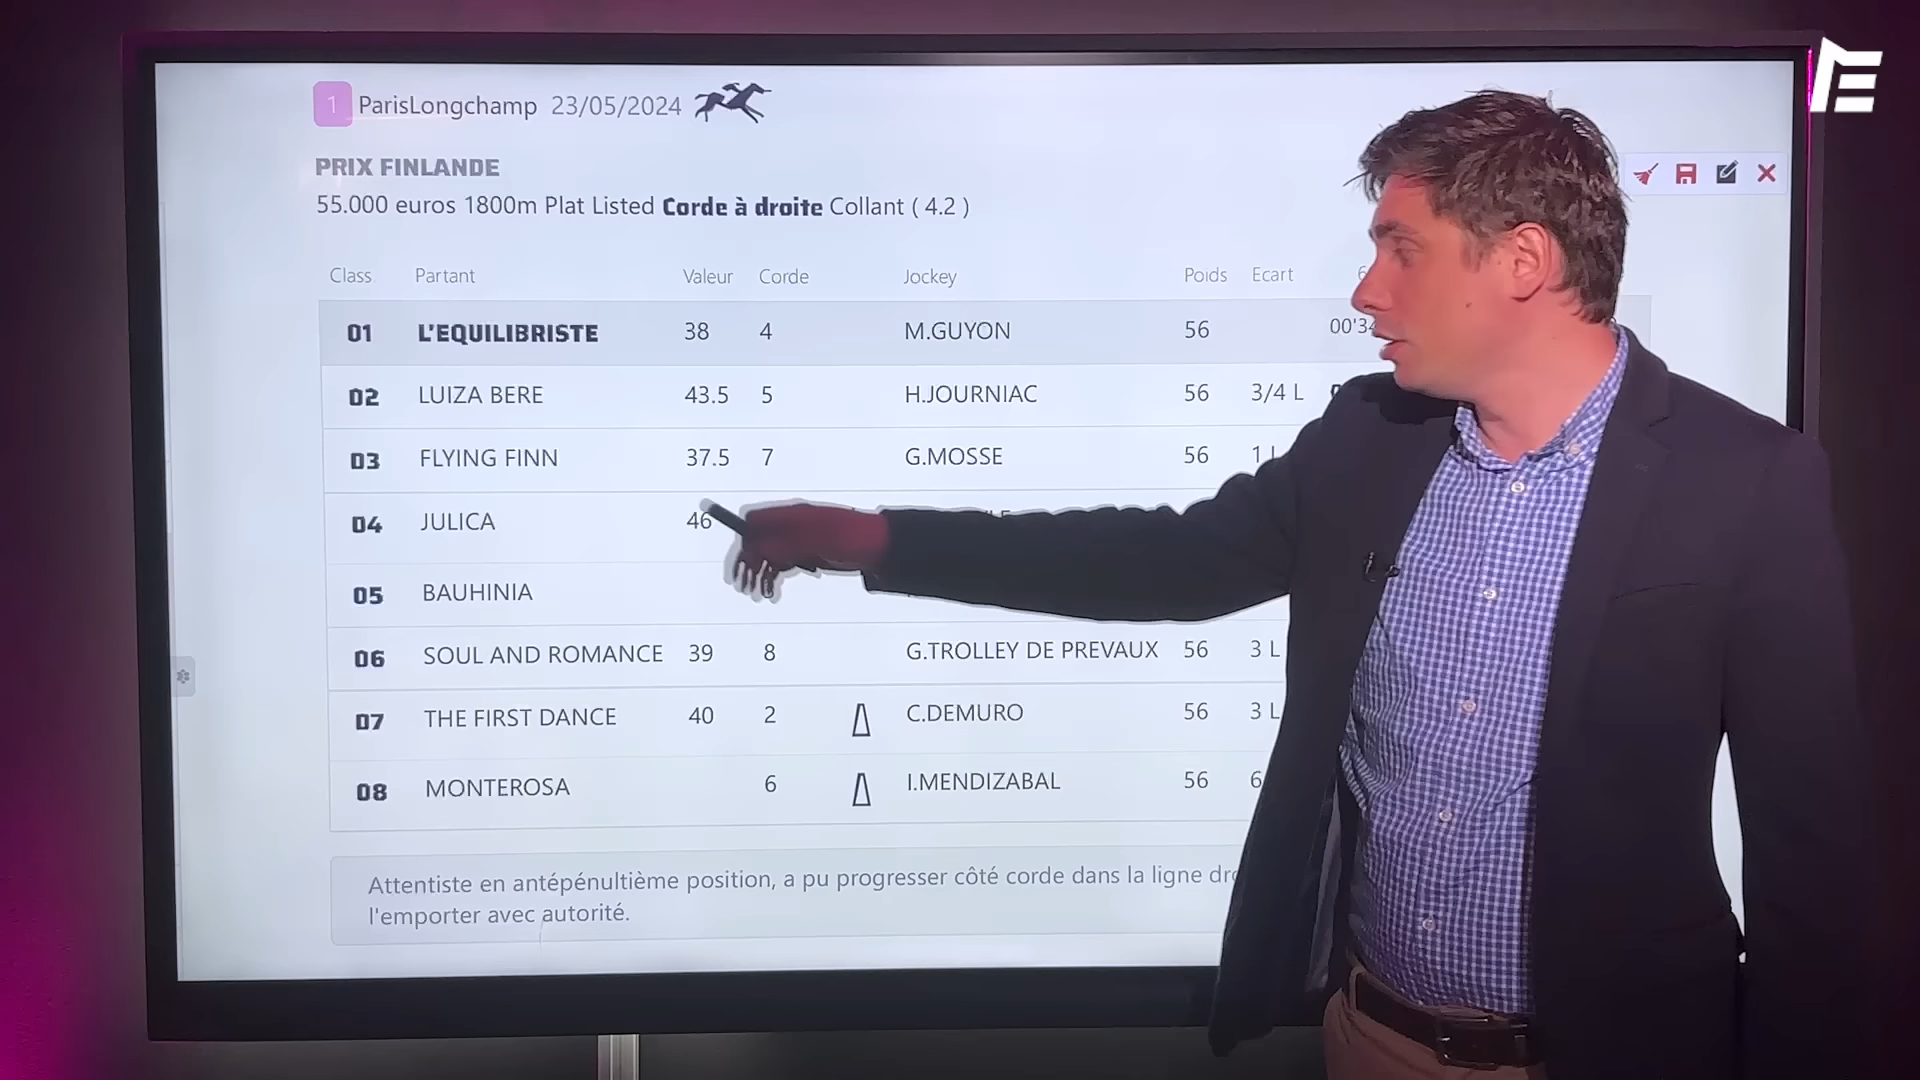 1 ParisLongchamp 23/05/2024
PRIX FINLANDE
55.000 euros 1800m Plat Listed Corde à droite Collant ( 4.2 )
Class Partant Valeur Corde Jockey Poids Ecart
01 L'EQUILIBRISTE 38 4 M.GUYON 56
02 LUIZA BERE 43.5 5 H.JOURNIAC 56 3/4 L
03 FLYING FINN 37.5 7 G.MOSSE 56 1 L
04 JULICA 46
05 BAUHINIA
06 SOUL AND ROMANCE 39 8 G.TROLLEY DE PREVAUX 56 3 L
07 THE FIRST DANCE 40 2 C.DEMURO 56 3 L
08 MONTEROSA 6 I.MENDIZABAL 56 6
Attentiste en antépénultième position, a pu progresser côté corde dans la ligne
l'emporter avec autorité.